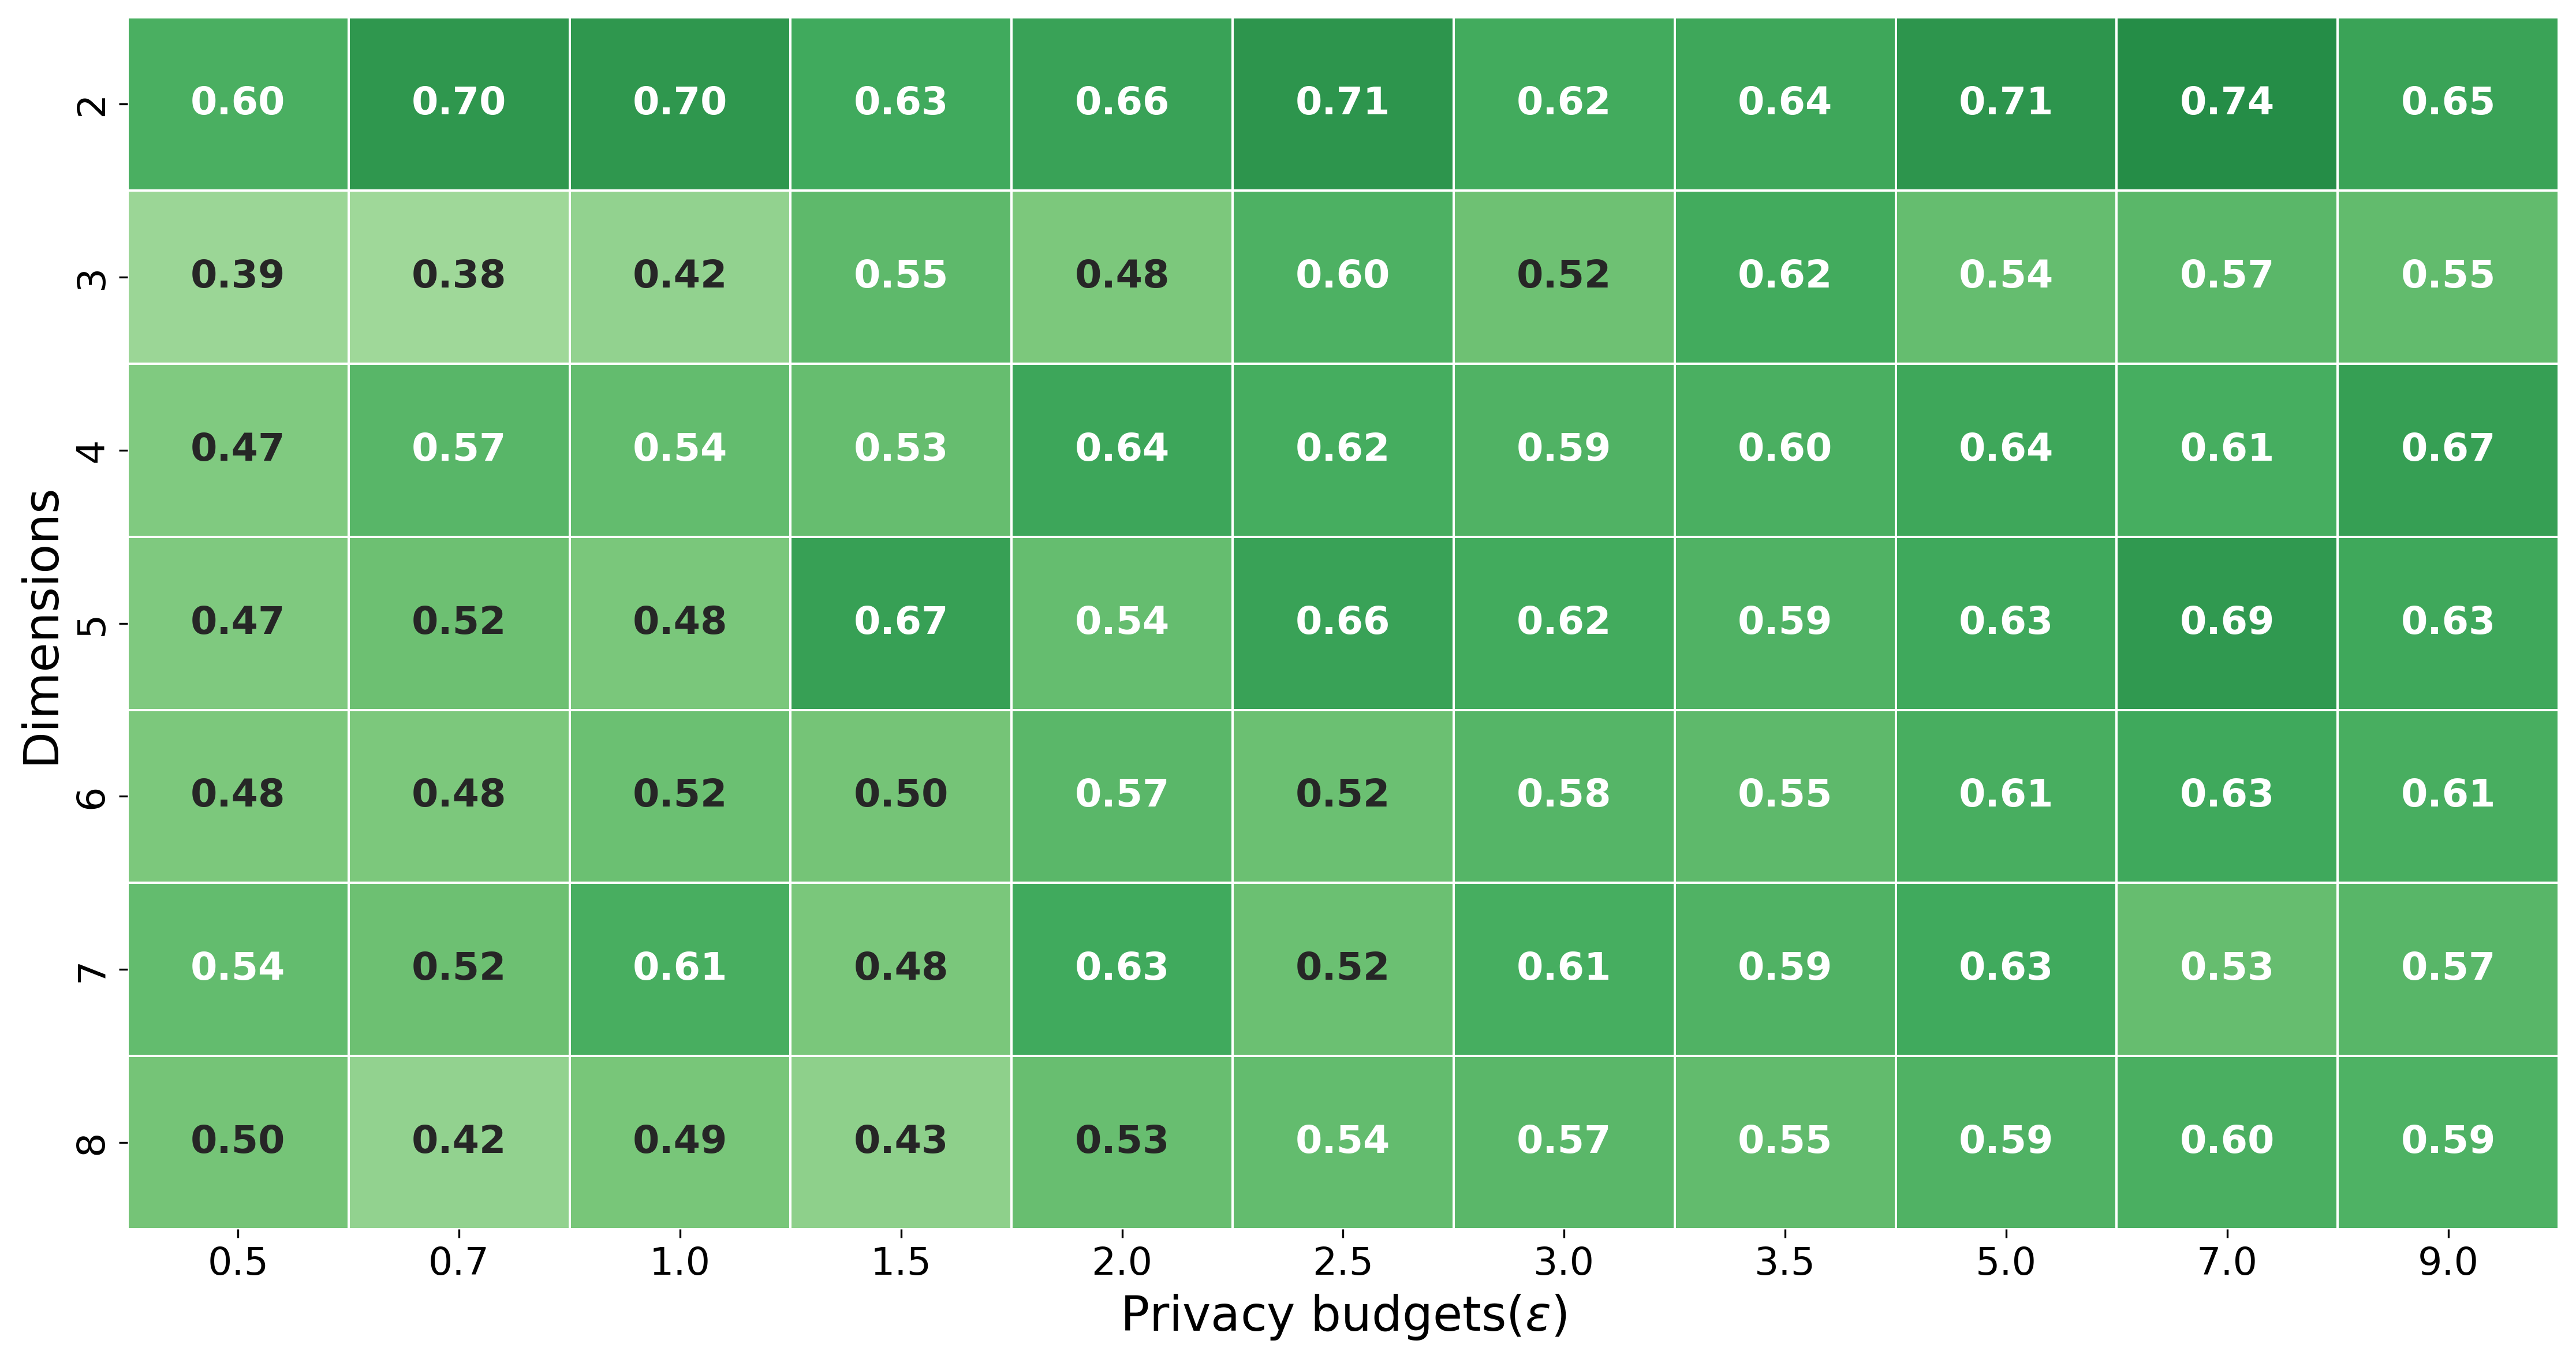 2 0.60 0.70 0.70 0.63 0.66 0.71 0.62 0.64 0.71 0.74 0.65
3 0.39 0.38 0.42 0.55 0.48 0.60 0.52 0.62 0.54 0.57 0.55
4 0.47 0.57 0.54 0.53 0.64 0.62 0.59 0.60 0.64 0.61 0.67
5 0.47 0.52 0.48 0.67 0.54 0.66 0.62 0.59 0.63 0.69 0.63
6 0.48 0.48 0.52 0.50 0.57 0.52 0.58 0.55 0.61 0.63 0.61
7 0.54 0.52 0.61 0.48 0.63 0.52 0.61 0.59 0.63 0.53 0.57
8 0.50 0.42 0.49 0.43 0.53 0.54 0.57 0.55 0.59 0.60 0.59
Dimensions
0.5 0.7 1.0 1.5 2.0 2.5 3.0 3.5 5.0 7.0 9.0
Privacy budgets(ε)